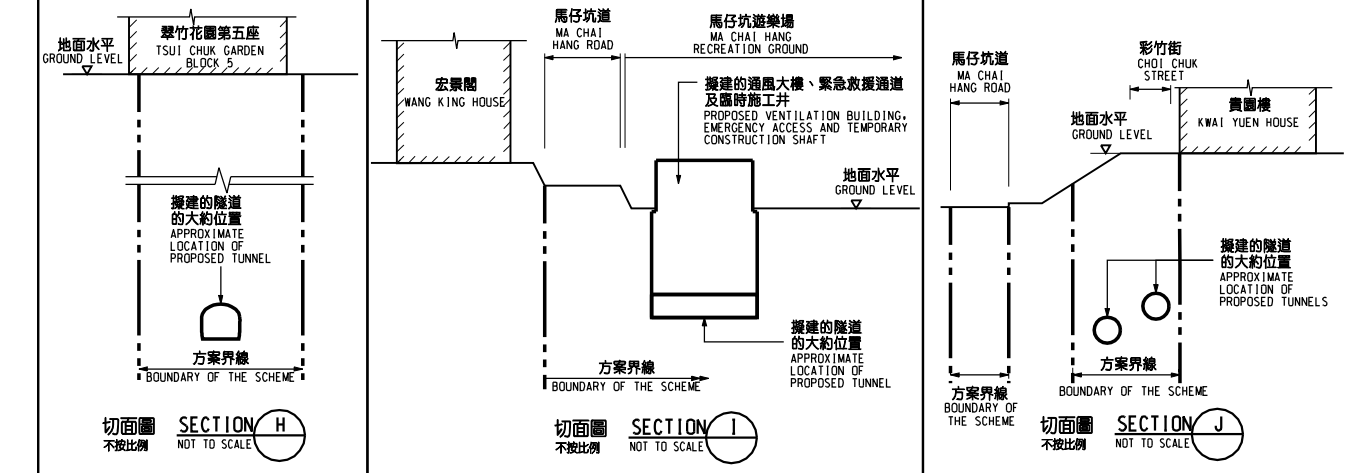 翠竹花園第五座
TSUI CHUK GARDEN
BLOCK 5
地面水平
GROUND LEVEL
擬建的隧道
的大約位置
APPROXIMATE
LOCATION OF
PROPOSED TUNNEL
方案界線
BOUNDARY OF THE SCHEME
切面圖
不按比例
SECTION H
NOT TO SCALE
馬仔坑道
MA CHAI
HANG ROAD
馬仔坑遊樂場
MA CHAI HANG
RECREATION GROUND
宏景閣
WANG KING HOUSE
擬建的通風大樓、緊急救援通道
及臨時施工井
PROPOSED VENTILATION BUILDING,
EMERGENCY ACCESS AND TEMPORARY
CONSTRUCTION SHAFT
地面水平
GROUND LEVEL
擬建的隧道
的大約位置
APPROXIMATE
LOCATION OF
PROPOSED TUNNEL
方案界線
BOUNDARY OF THE SCHEME
切面圖
不按比例
SECTION I
NOT TO SCALE
馬仔坑道
MA CHAI
HANG ROAD
彩竹街
CHOI CHUK
STREET
貴園樓
KWAI YUEN HOUSE
地面水平
GROUND LEVEL
擬建的隧道
的大約位置
APPROXIMATE
LOCATION OF
PROPOSED TUNNELS
方案界線
BOUNDARY OF THE SCHEME
方案界線
BOUNDARY OF
THE SCHEME
切面圖
不按比例
SECTION J
NOT TO SCALE